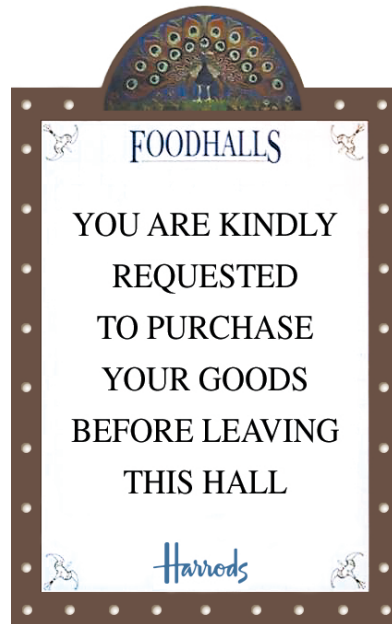 FOODHALLS
YOU ARE KINDLY
REQUESTED
TO PURCHASE
YOUR GOODS
BEFORE LEAVING
THIS HALL
Harrods